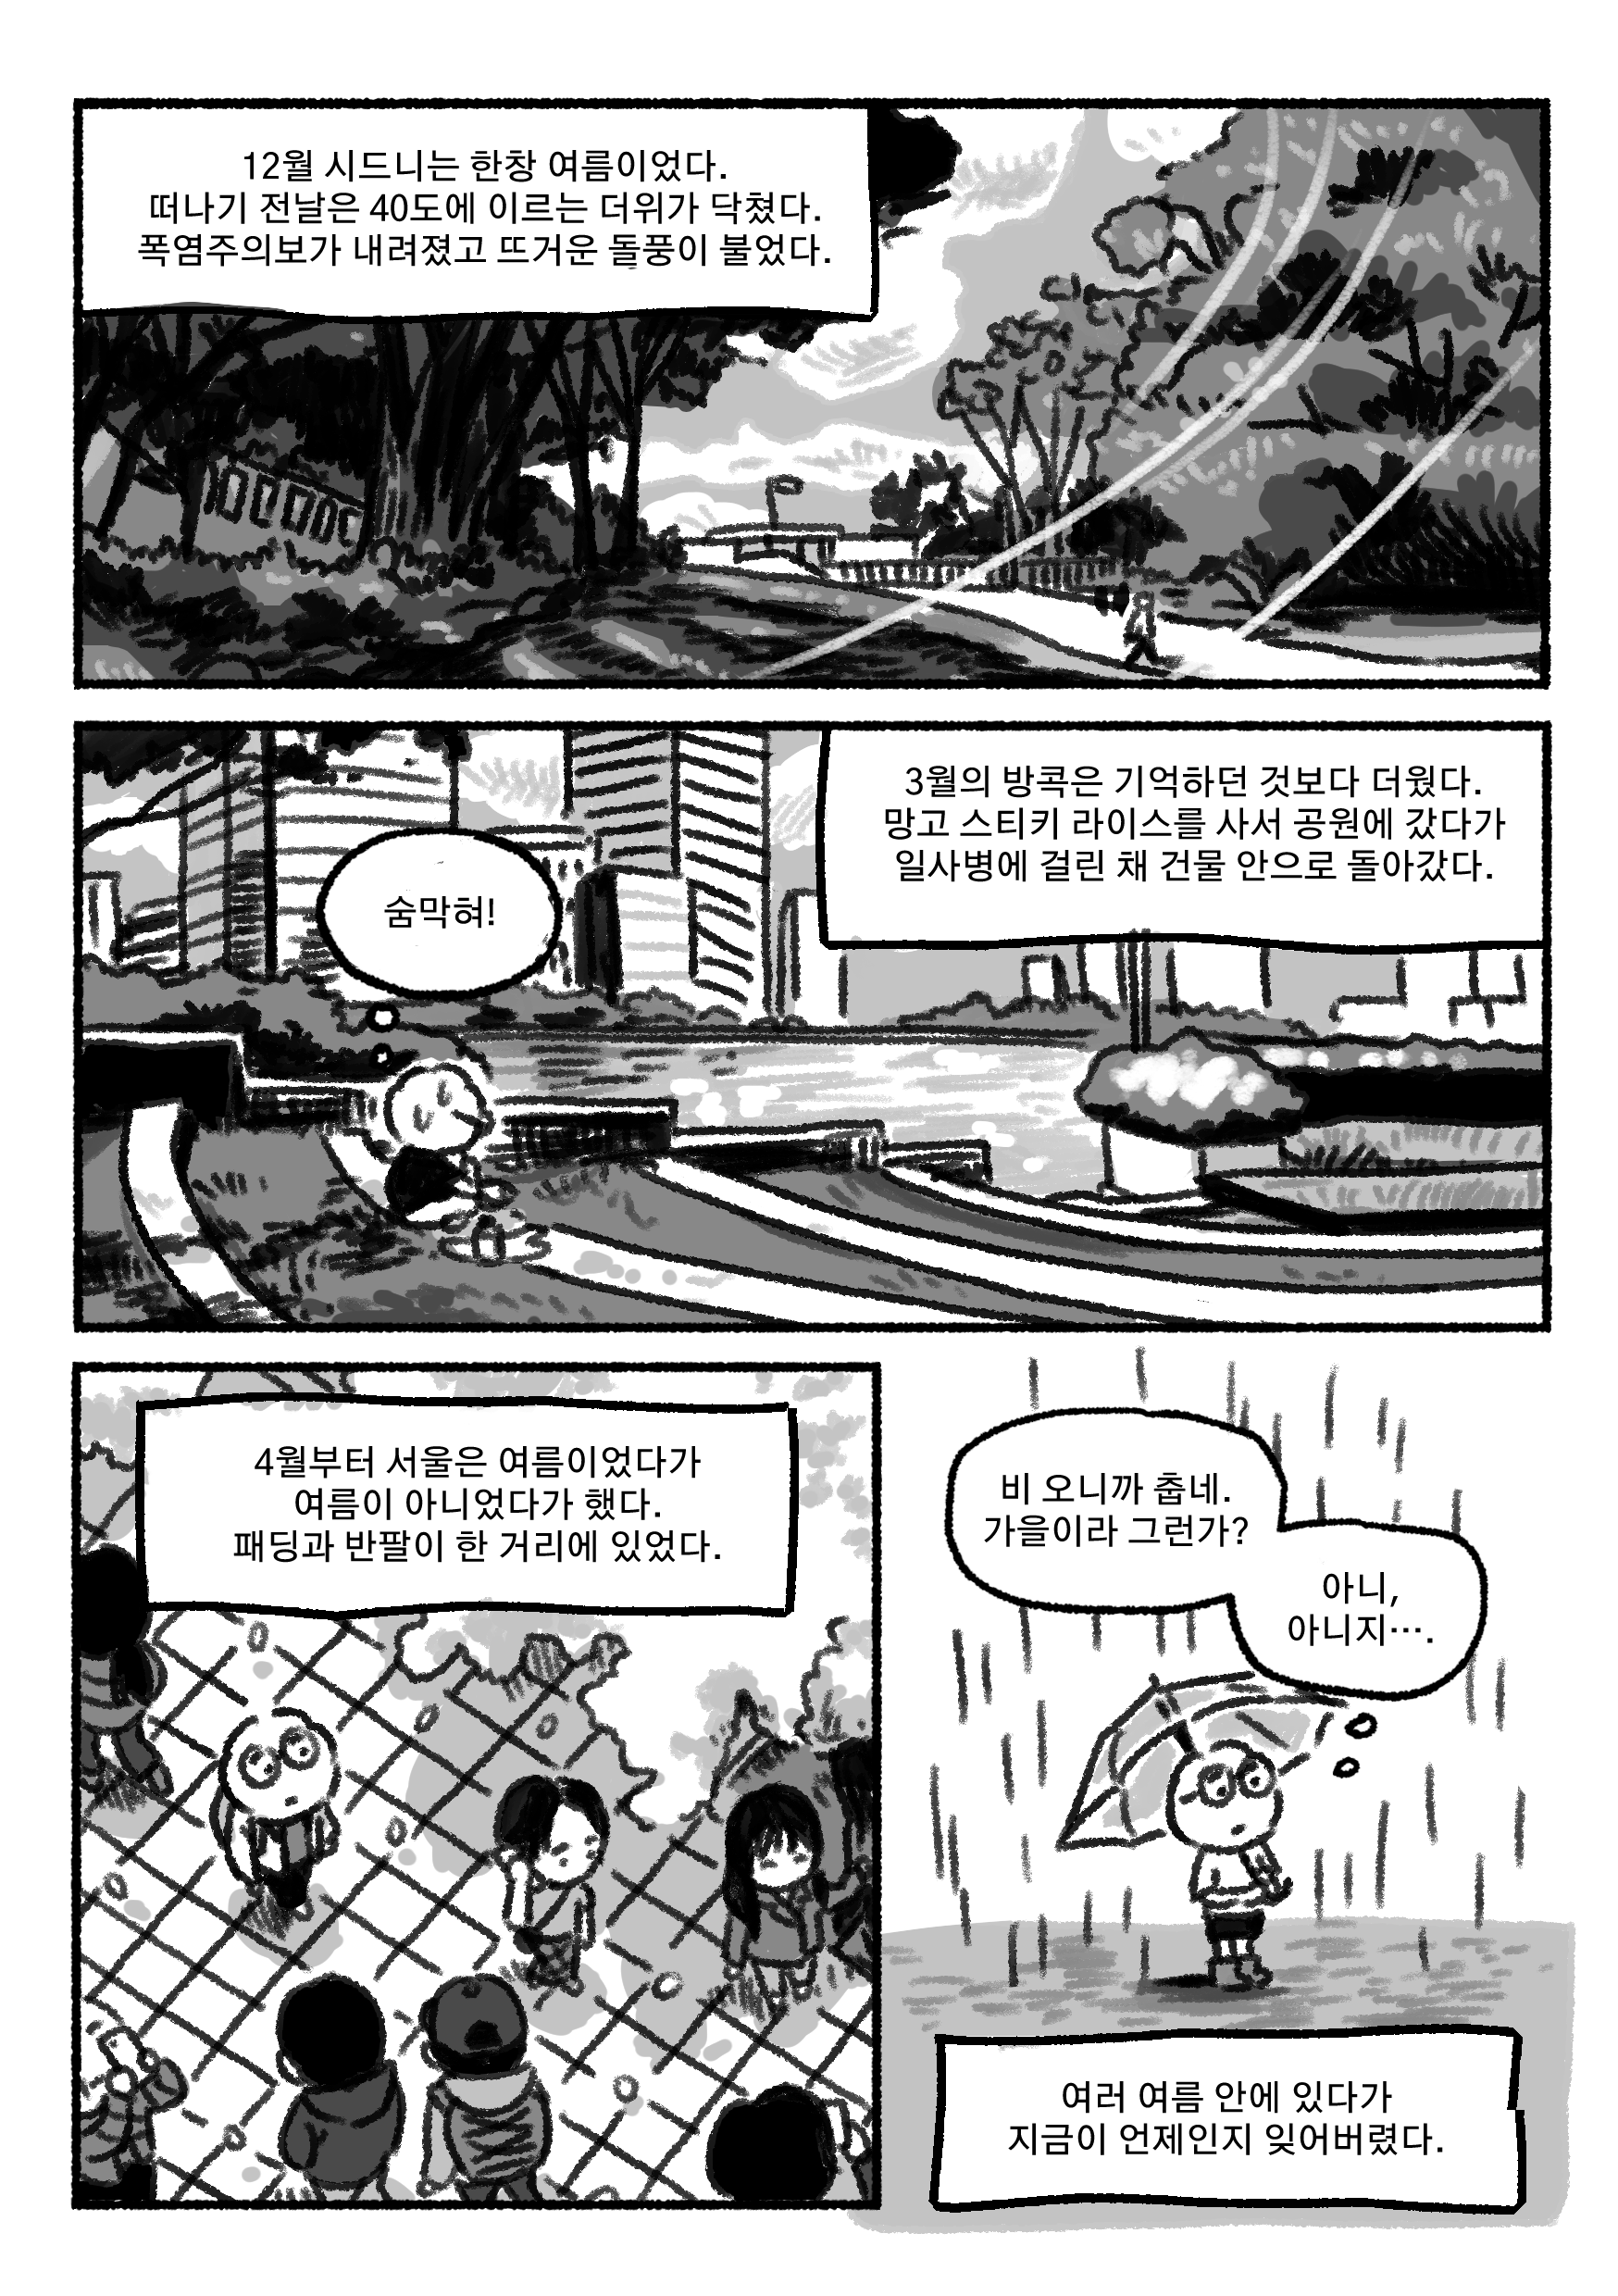 12월 시드니는 한창 여름이었다.
떠나기 전날은 40도에 이르는 더위가 닥쳤다.
폭염주의보가 내려졌고 뜨거운 돌풍이 불었다.
3월의 방콕은 기억하던 것보다 더웠다.
망고 스티키 라이스를 사서 공원에 갔다가
일사병에 걸린 채 건물 안으로 돌아갔다.
숨막혀!
4월부터 서울은 여름이었다가
여름이 아니었다가 했다.
패딩과 반팔이 한 거리에 있었다.
비 오니까 춥네.
가을이라 그런가?
아니,
아니지….
여러 여름 안에 있다가
지금이 언제인지 잊어버렸다.